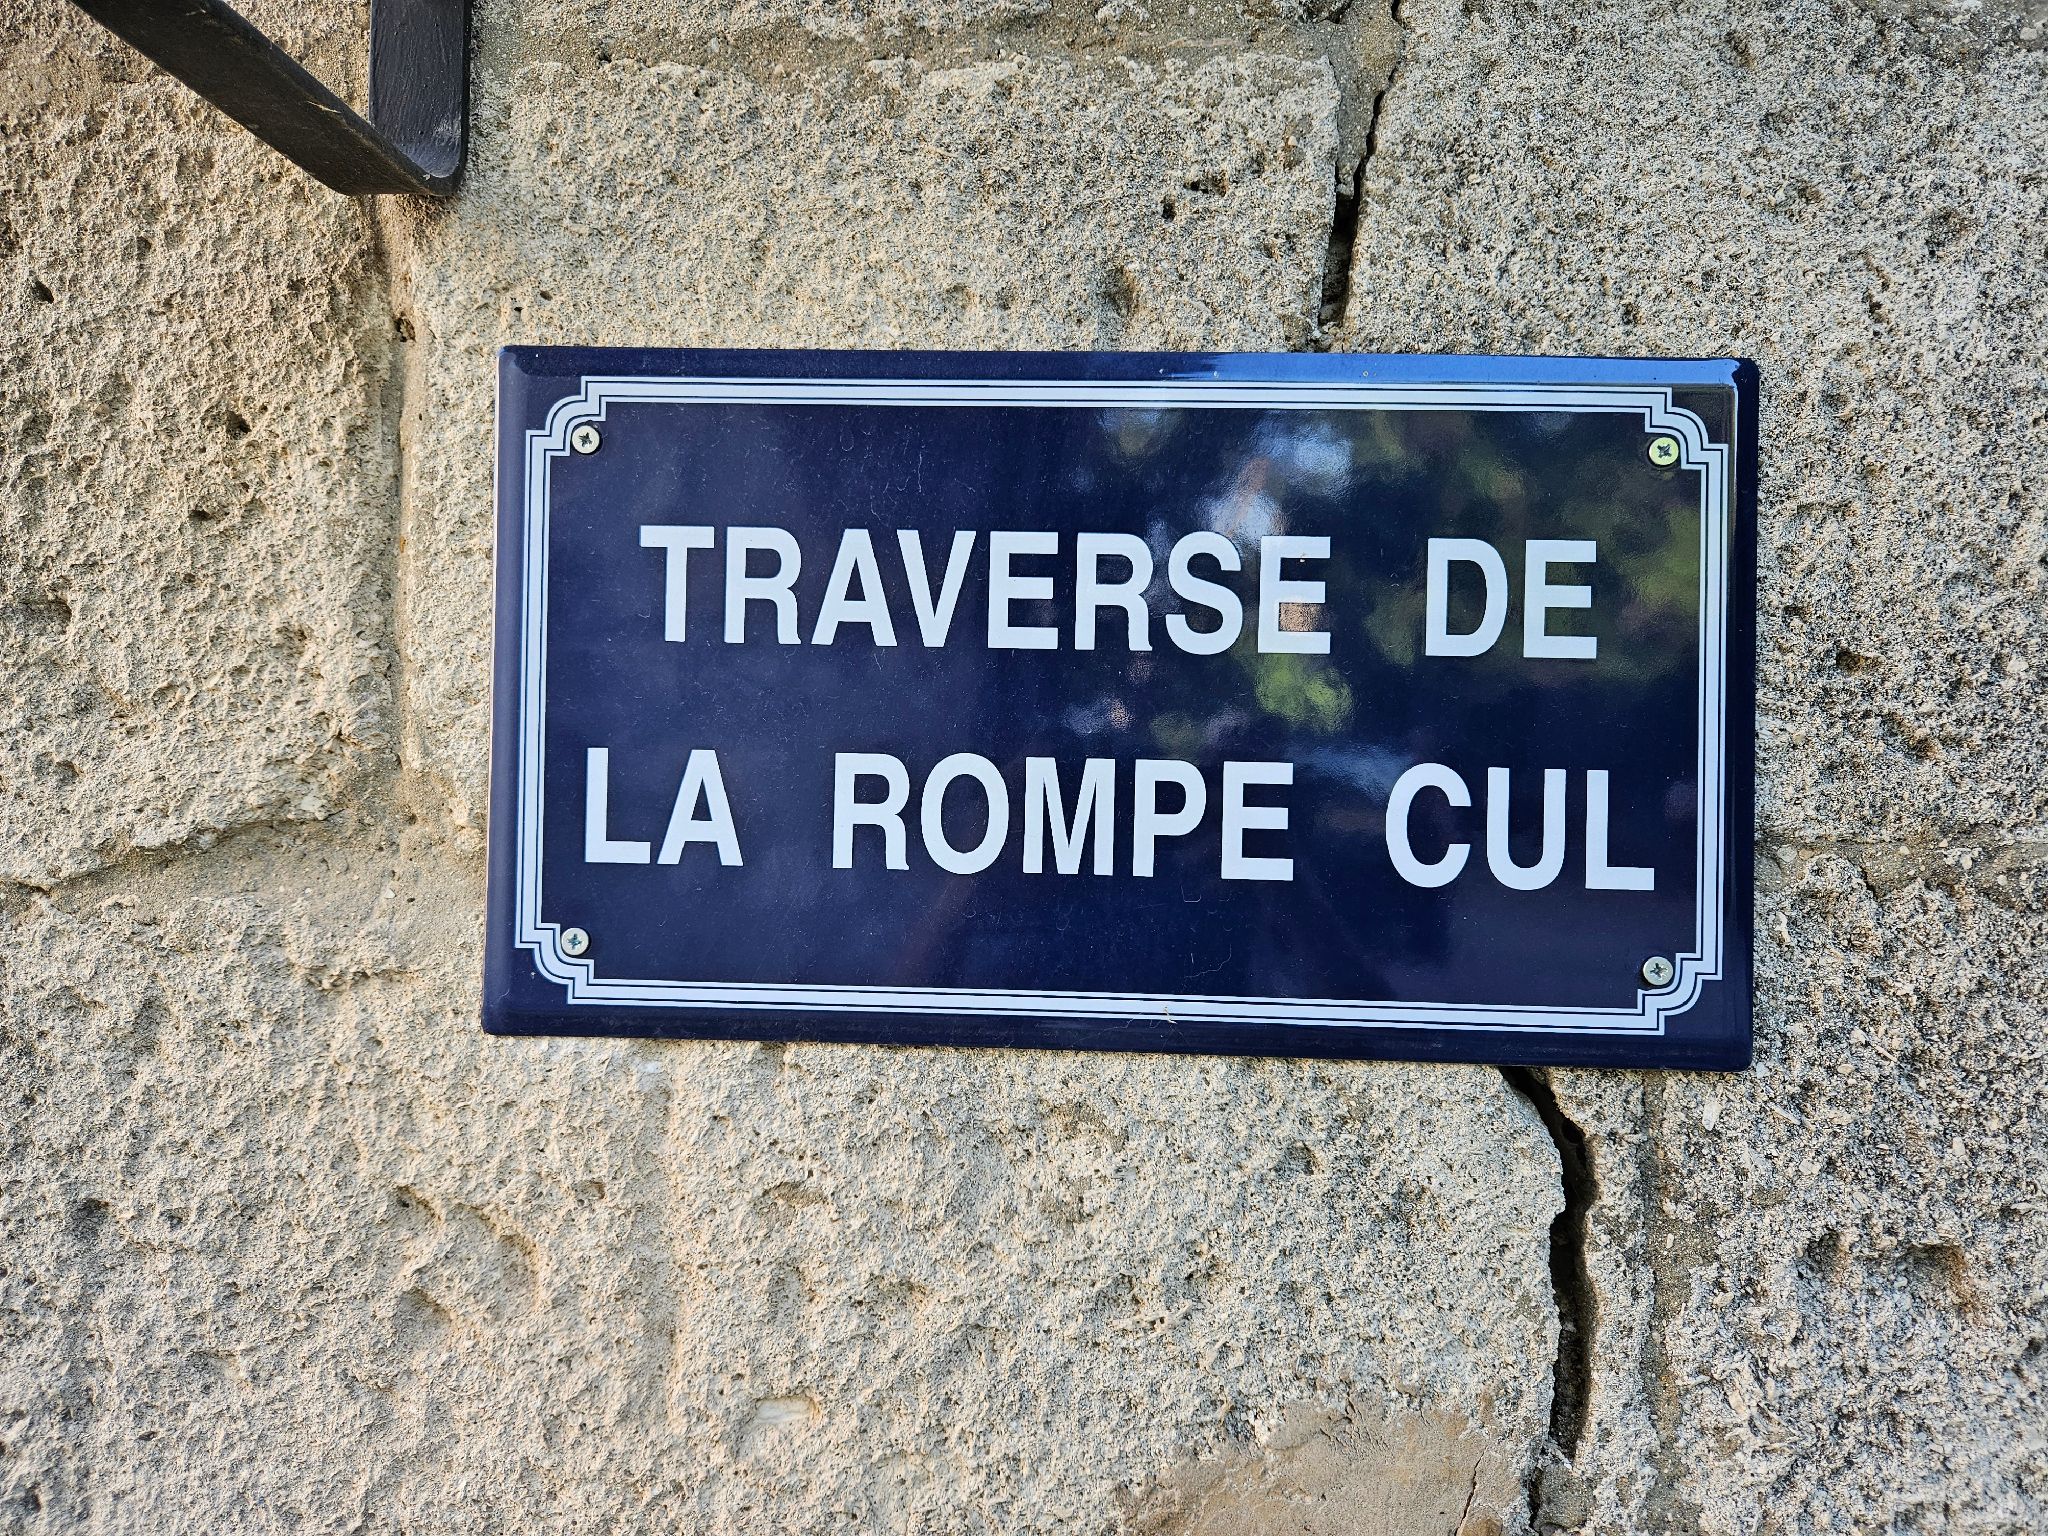 TRAVERSE DE
LA ROMPE CUL